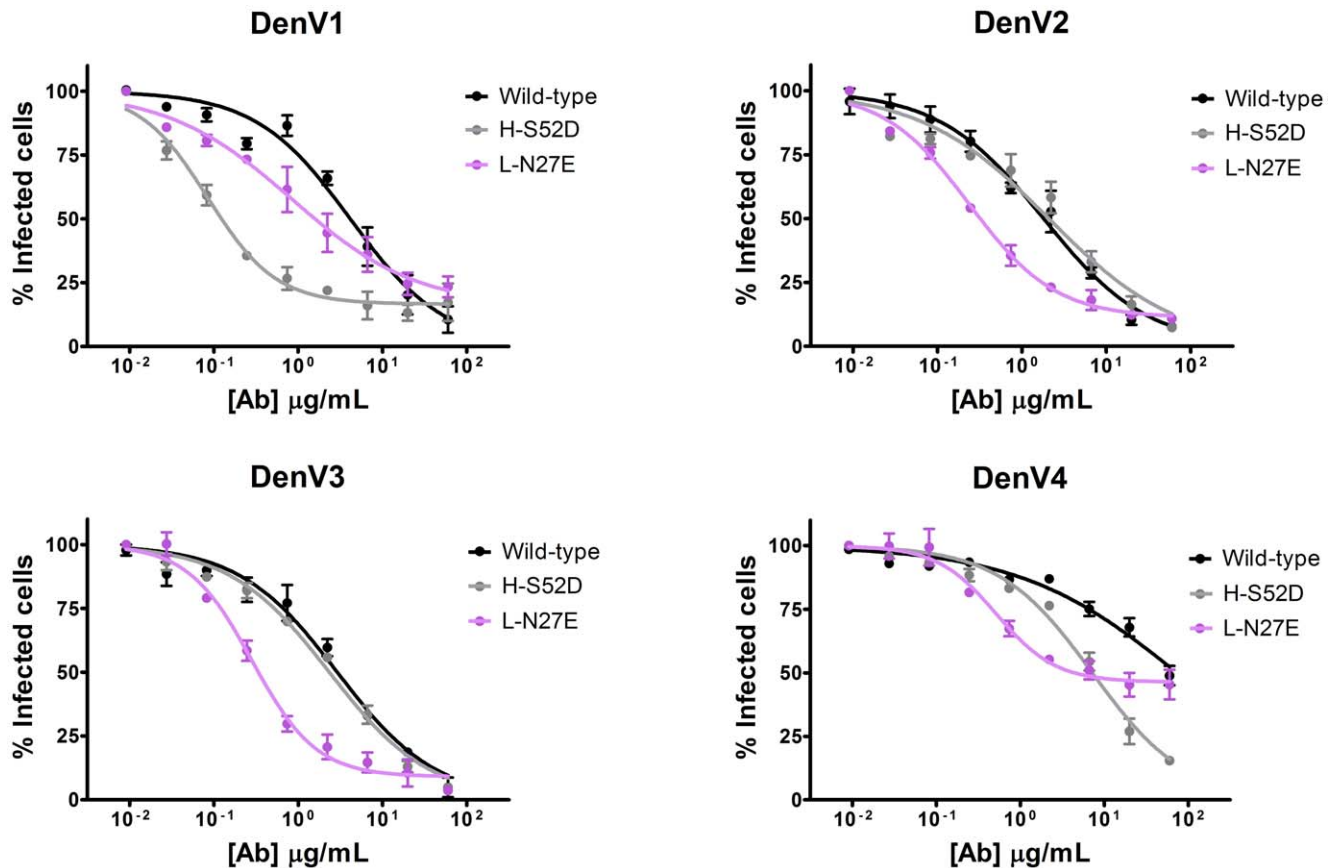 DenV1
% Infected cells
100
75
50
25
0
10⁻²
10⁻¹
10⁰
10¹
10²
[Ab] μg/mL
Wild-type
H-S52D
L-N27E
DenV2
% Infected cells
100
75
50
25
0
10⁻²
10⁻¹
10⁰
10¹
10²
[Ab] μg/mL
Wild-type
H-S52D
L-N27E
DenV3
% Infected cells
100
75
50
25
0
10⁻²
10⁻¹
10⁰
10¹
10²
[Ab] μg/mL
Wild-type
H-S52D
L-N27E
DenV4
% Infected cells
100
75
50
25
0
10⁻²
10⁻¹
10⁰
10¹
10²
[Ab] μg/mL
Wild-type
H-S52D
L-N27E